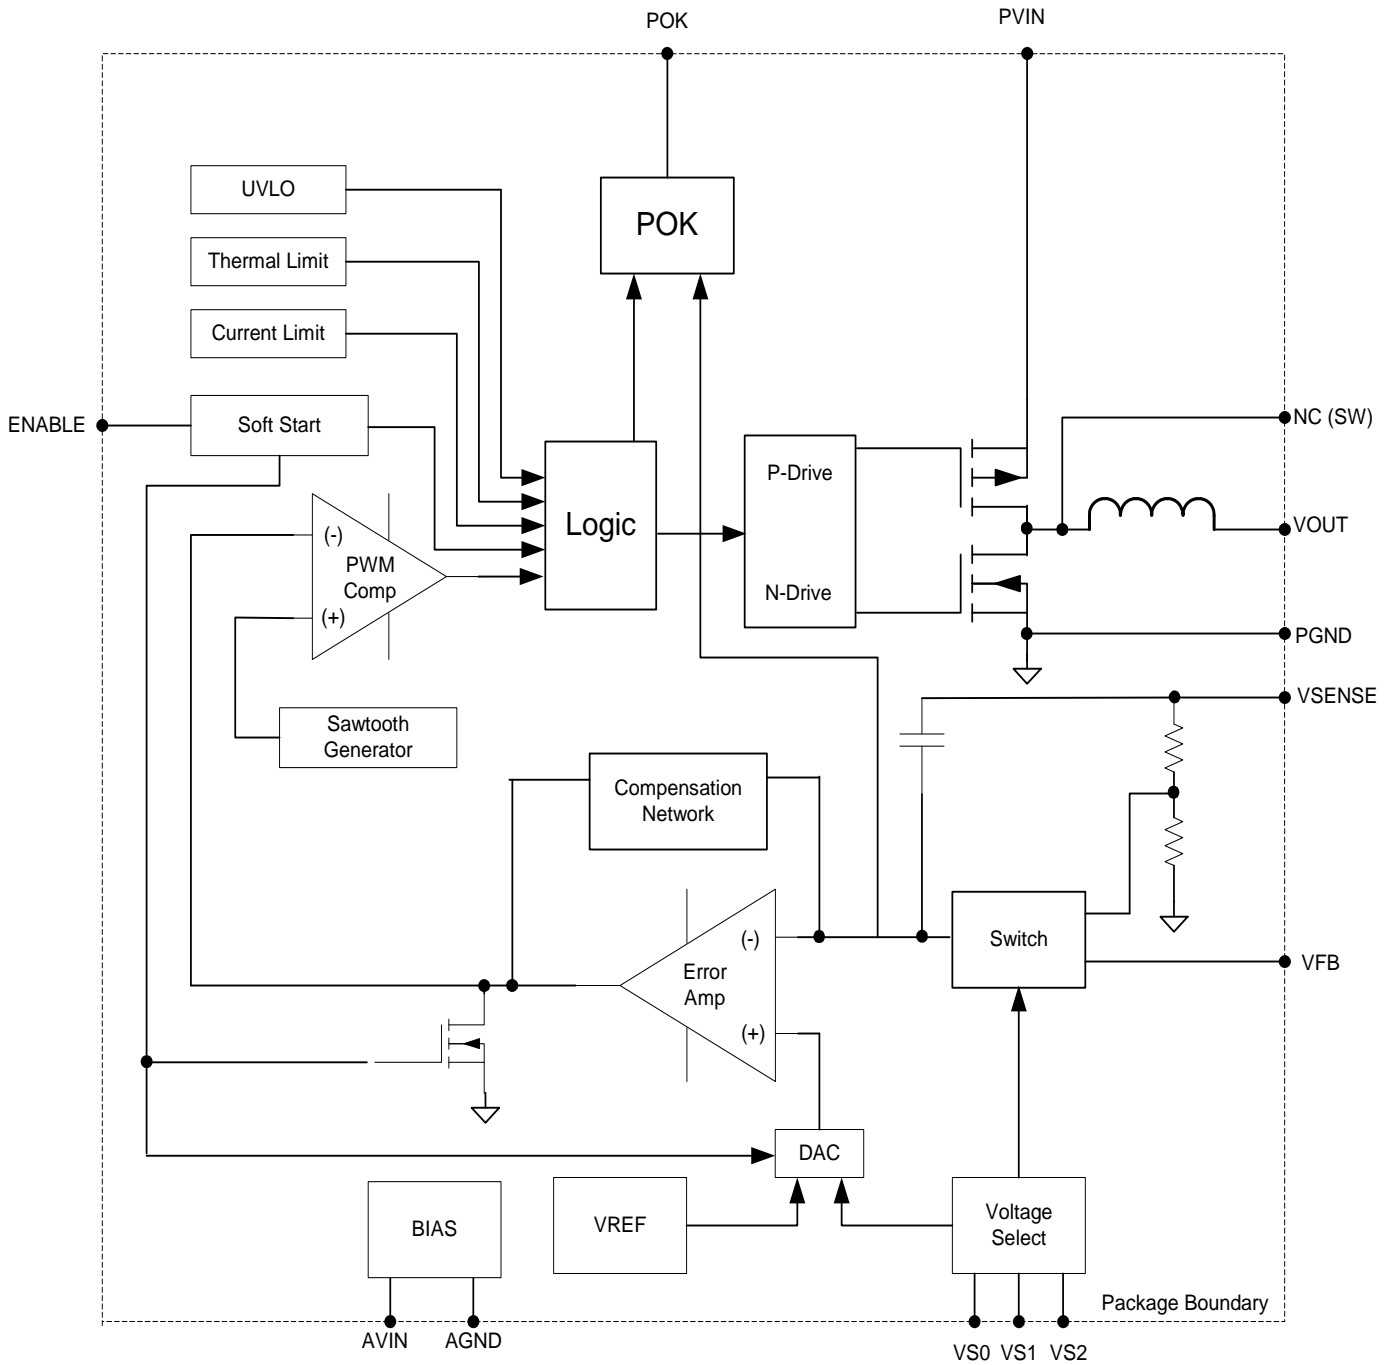 POK
PVIN
UVLO
POK
Thermal Limit
Current Limit
ENABLE
Soft Start
NC (SW)
P-Drive
Logic
VOUT
(-)
PWM
Comp
(+)
N-Drive
PGND
VSENSE
Sawtooth
Generator
Compensation
Network
(-)
Switch
Error
Amp
VFB
(+)
DAC
BIAS
VREF
Voltage
Select
Package Boundary
AVIN
AGND
VS0
VS1
VS2